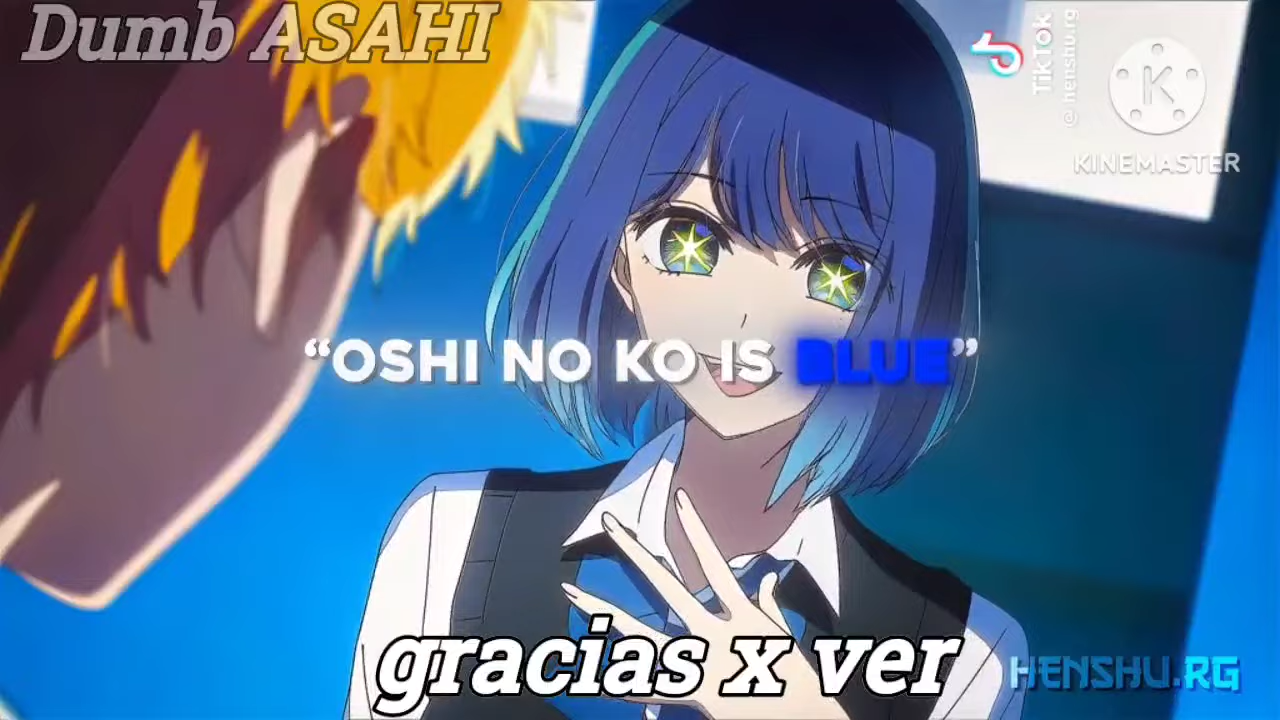 Dumb ASAHI
TikTok
@henshu.rg
K
KINEMASTER
“OSHI NO KO IS BLUE”
gracias x ver
HENSHU.RG